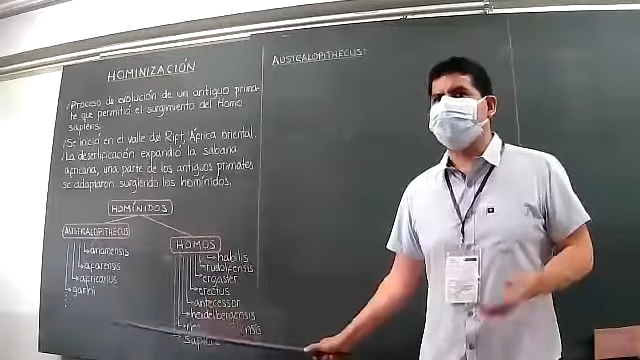 HOMINIZACIÓN
Proceso de evolución de un antiguo prima-
te que permitió el surgimiento del Homo
sapiens.
Se inició en el valle del Rift, África oriental.
La desertificación expandió la sabana
africana, una parte de los antiguos primates
se adaptaron surgiendo los homínidos.
HOMÍNIDOS
AUSTRALOPITHECUS
anamensis
afarensis
africanus
garhi
HOMOS
habilis
rudolfensis
ergaster
erectus
antecessor
heidelbergensis
sapiens
AUSTRALOPITHECUS: